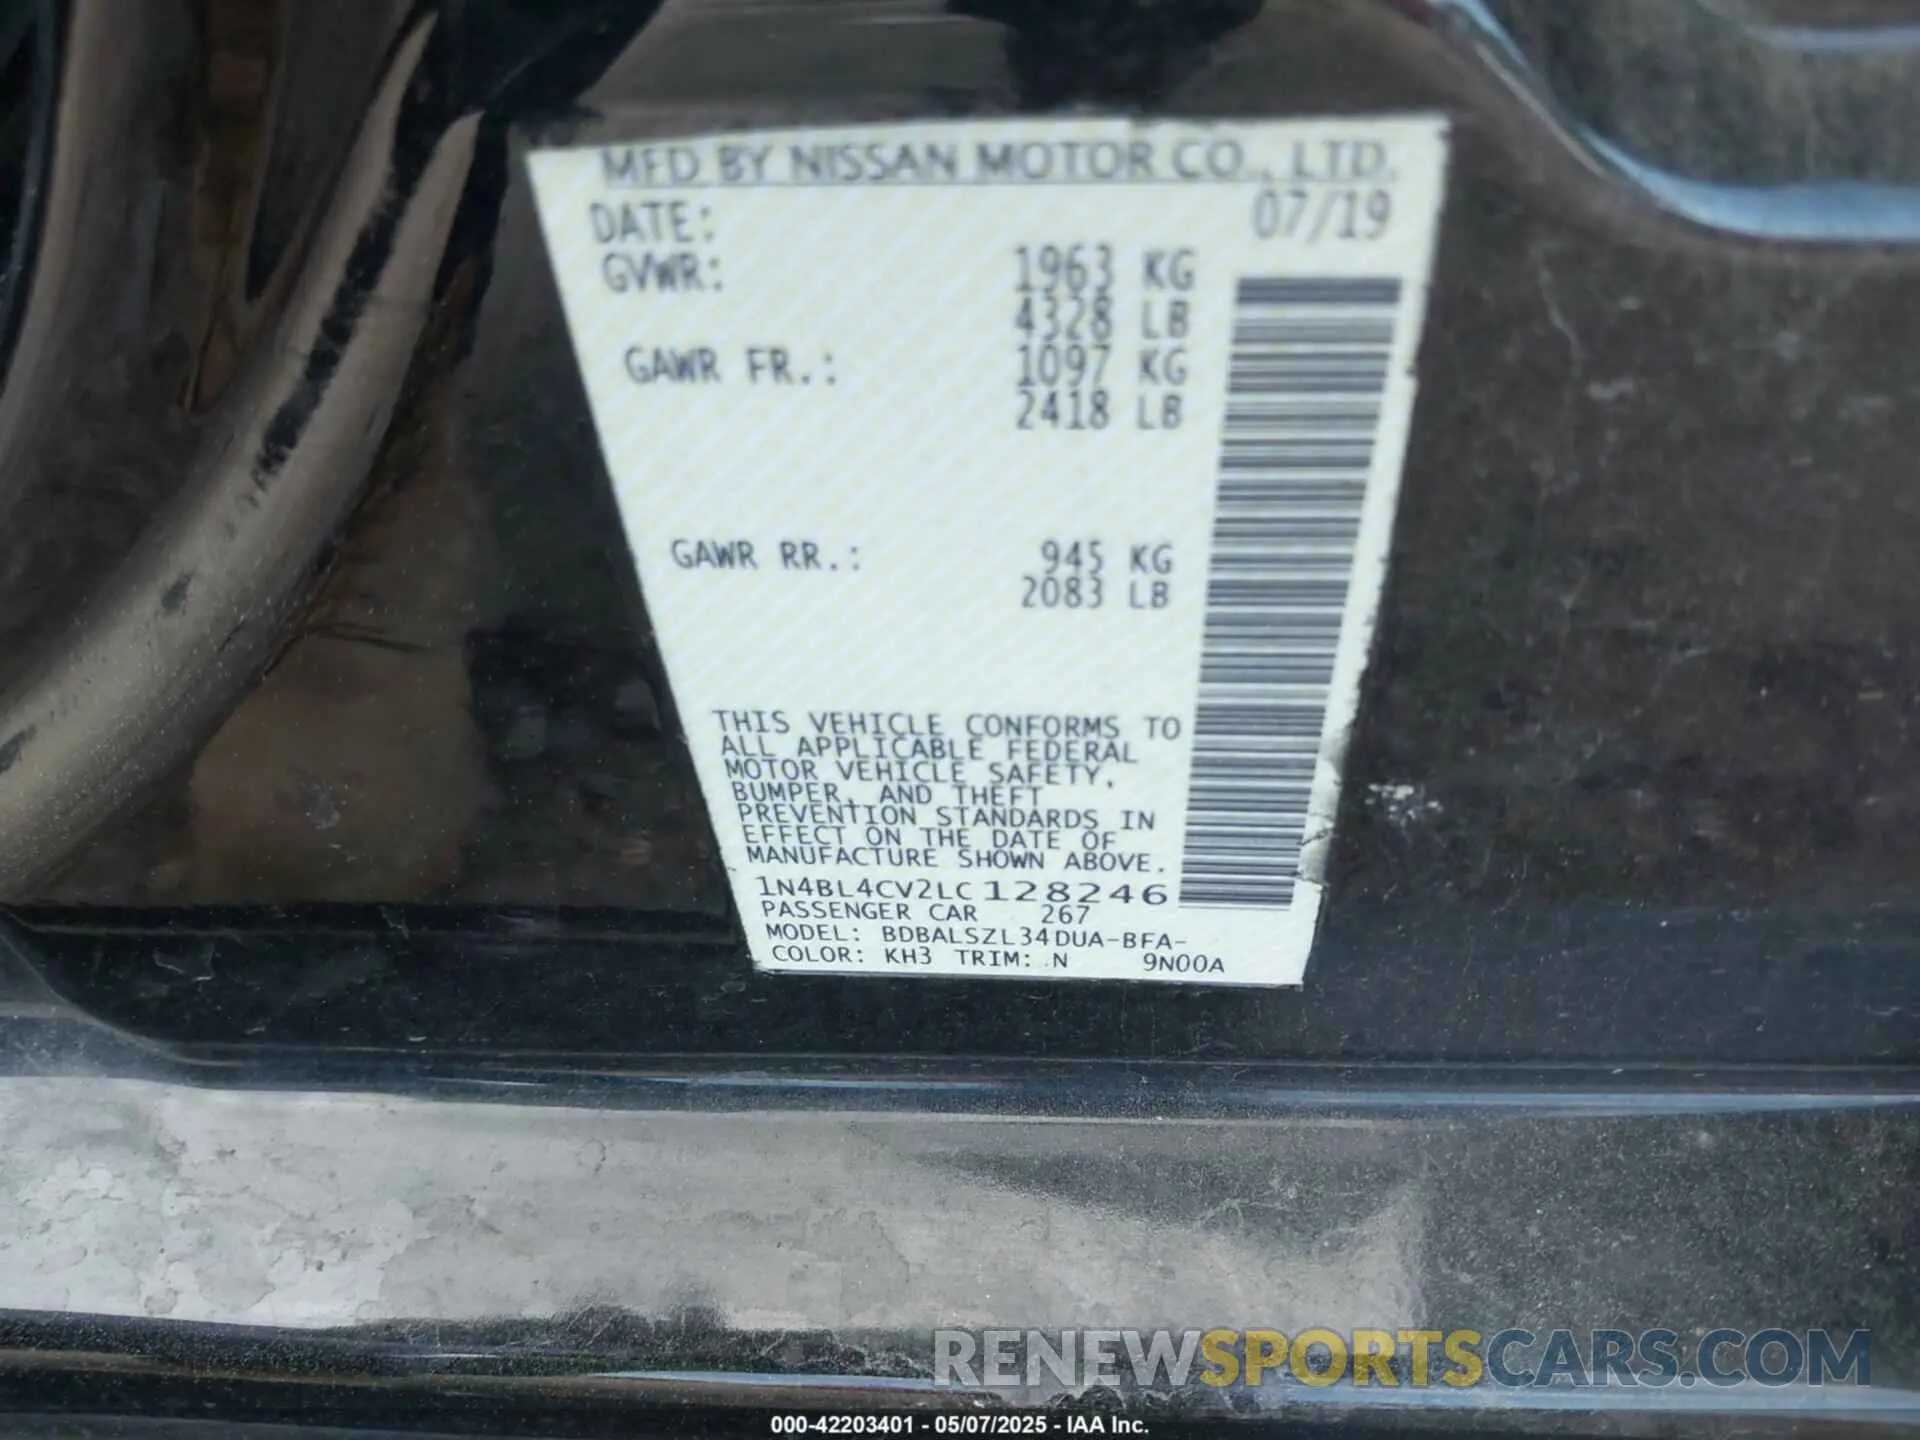 MFD BY NISSAN MOTOR CO., LTD.
DATE: 07/19
GVWR: 1963 KG
4328 LB
GAWR FR.: 1097 KG
2418 LB
GAWR RR.: 945 KG
2083 LB
THIS VEHICLE CONFORMS TO
ALL APPLICABLE FEDERAL
MOTOR VEHICLE SAFETY,
BUMPER, AND THEFT
PREVENTION STANDARDS IN
EFFECT ON THE DATE OF
MANUFACTURE SHOWN ABOVE.
1N4BL4CV2LC128246
PASSENGER CAR 267
MODEL: BDBALSZL34DUA-BFA-
COLOR: KH3 TRIM: N 9N00A
RENEWSPORTSCARS.COM
000-42203401 - 05/07/2025 - IAA Inc.